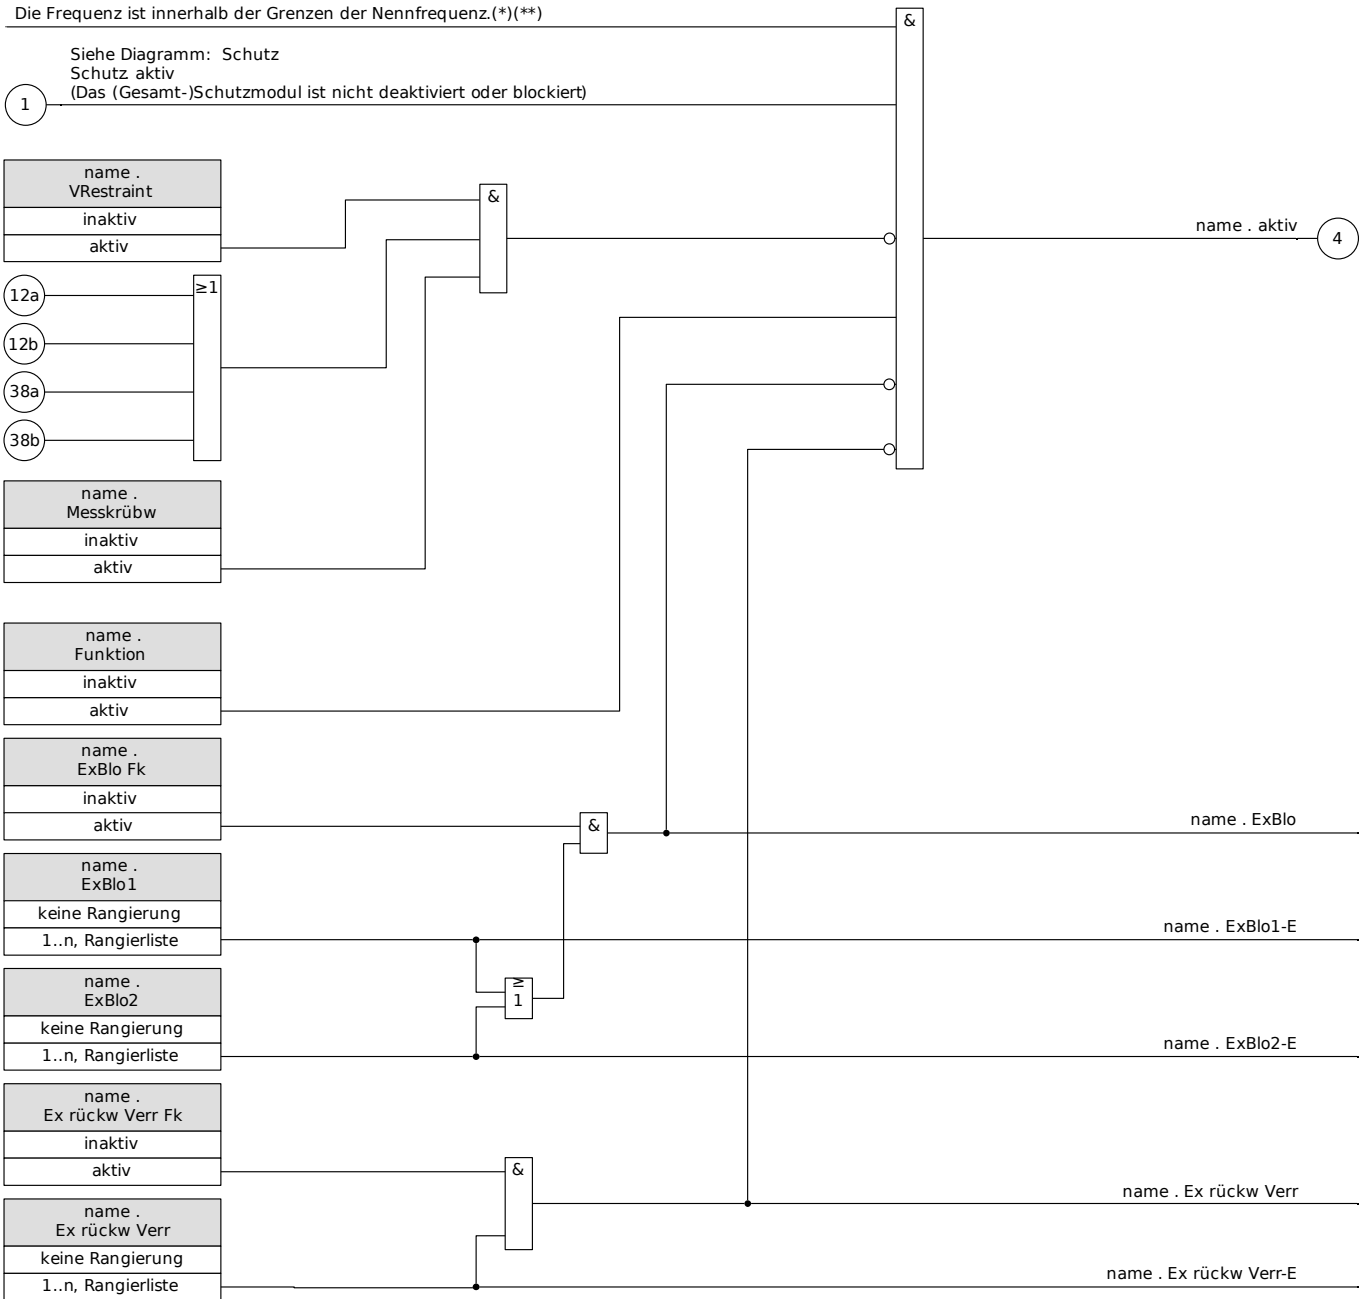 Die Frequenz ist innerhalb der Grenzen der Nennfrequenz.(*)(**)
&
Siehe Diagramm: Schutz
Schutz aktiv
(Das (Gesamt-)Schutzmodul ist nicht deaktiviert oder blockiert)
1
name .
VRestraint
inaktiv
aktiv
&
name . aktiv
4
12a
≥1
12b
38a
38b
name .
Messkrübw
inaktiv
aktiv
name .
Funktion
inaktiv
aktiv
name .
ExBlo Fk
inaktiv
aktiv
&
name . ExBlo
name .
ExBlo1
keine Rangierung
1..n, Rangierliste
name . ExBlo1-E
name .
ExBlo2
keine Rangierung
1..n, Rangierliste
≥
1
name . ExBlo2-E
name .
Ex rückw Verr Fk
inaktiv
aktiv
&
name . Ex rückw Verr
name .
Ex rückw Verr
keine Rangierung
1..n, Rangierliste
name . Ex rückw Verr-E